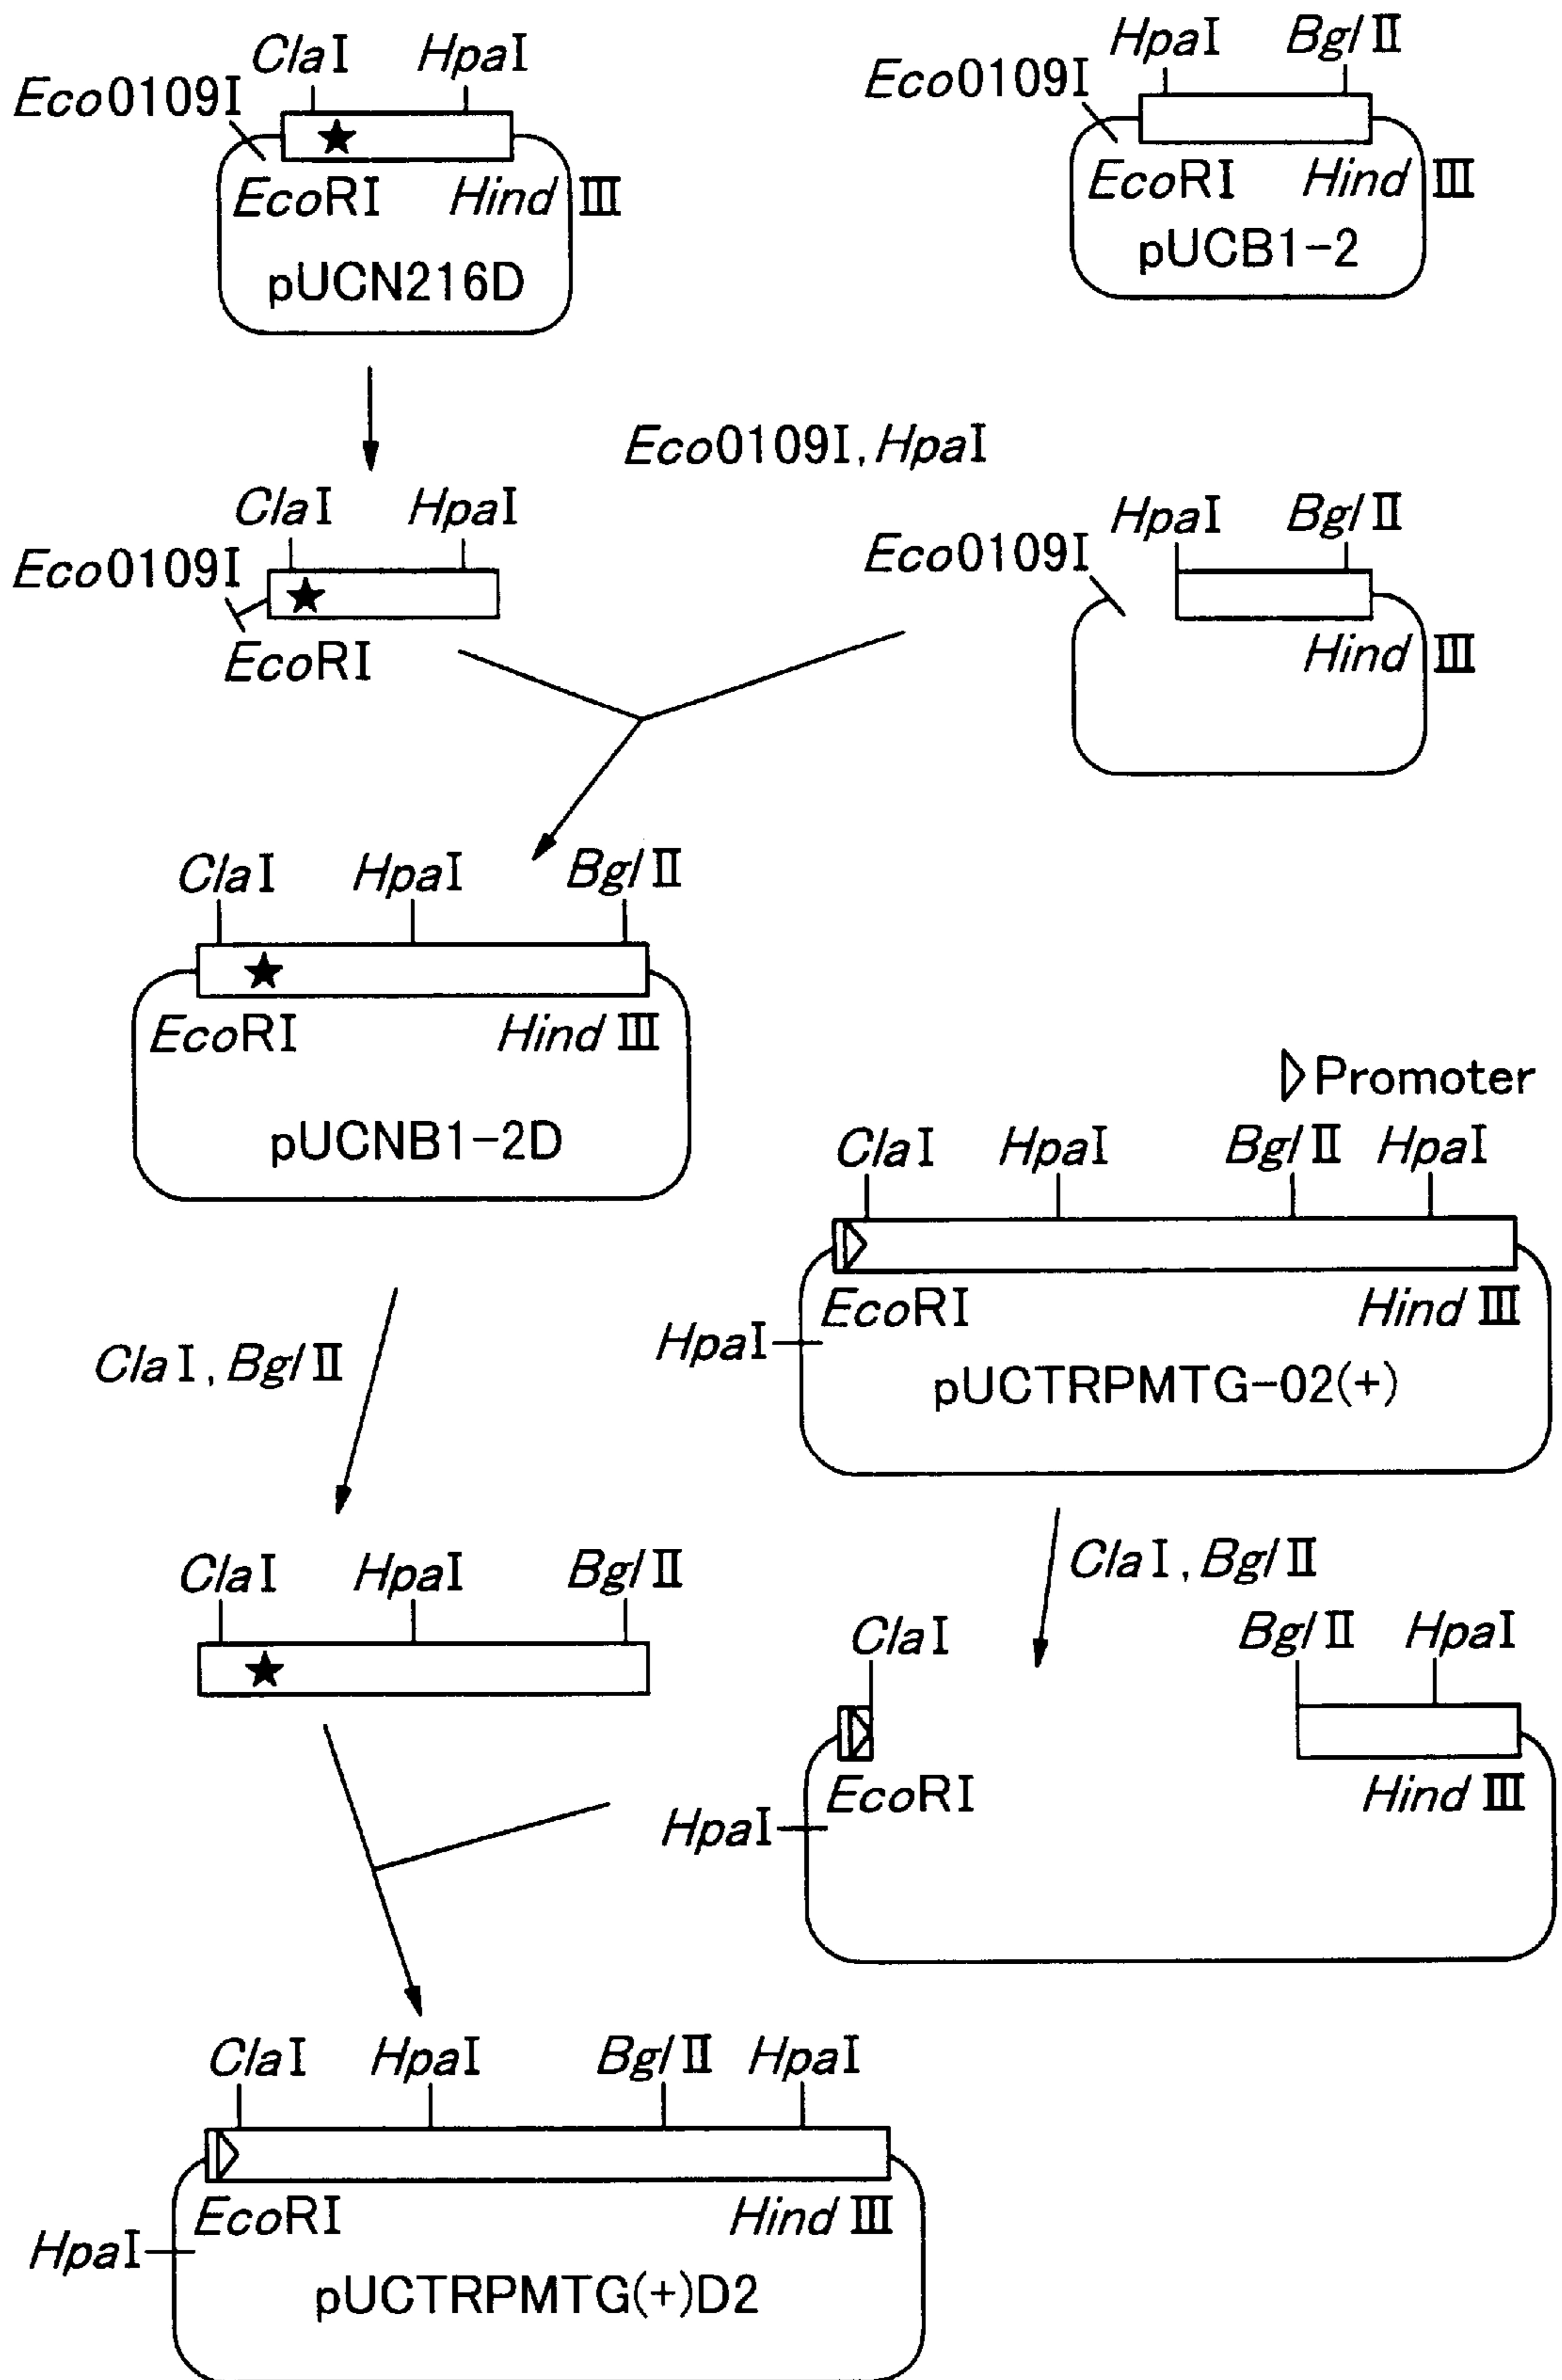 ClaI HpaI
Eco0109I
EcoRI HindIII
pUCN216D
HpaI BglII
Eco0109I
EcoRI HindIII
pUCB1-2
Eco0109I, HpaI
ClaI HpaI
Eco0109I
EcoRI
HpaI BglII
Eco0109I
HindIII
ClaI HpaI BglII
EcoRI HindIII
pUCNB1-2D
Promoter
ClaI HpaI BglII HpaI
EcoRI HindIII
HpaI
pUCTRPMTG-02(+)
ClaI, BglII
ClaI, BglII
ClaI HpaI BglII
ClaI BglII HpaI
EcoRI HindIII
HpaI
ClaI HpaI BglII HpaI
EcoRI HindIII
HpaI
pUCTRPMTG(+)D2